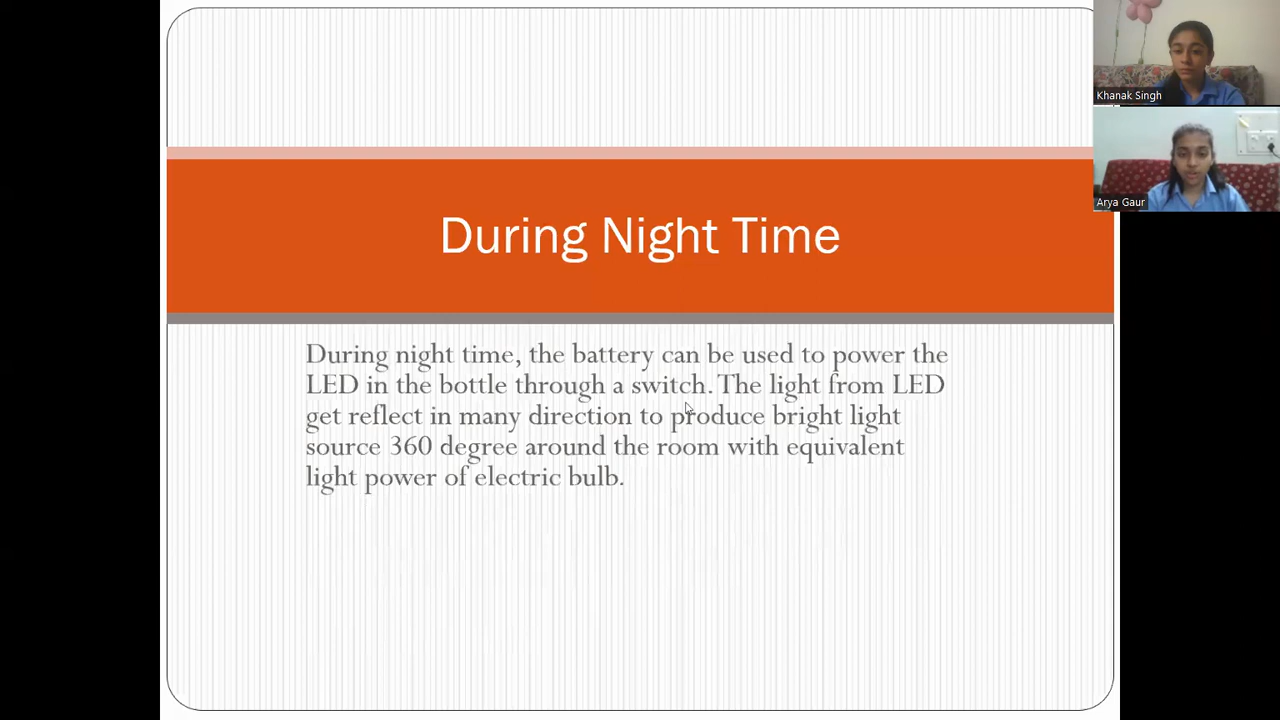 During Night Time
During night time, the battery can be used to power the
LED in the bottle through a switch. The light from LED
get reflect in many direction to produce bright light
source 360 degree around the room with equivalent
light power of electric bulb.
Khanak Singh
Arya Gaur